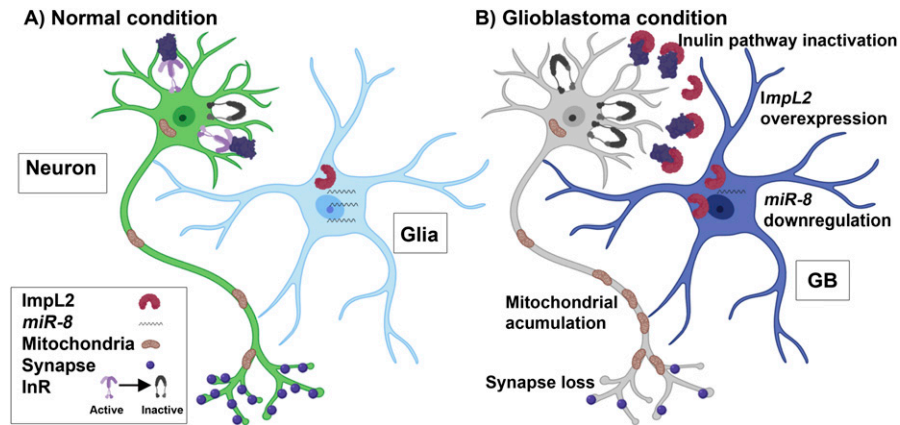 A) Normal condition
Neuron
Glia
ImpL2
miR-8
Mitochondria
Synapse
InR
Active
Inactive
B) Glioblastoma condition
Inulin pathway inactivation
ImpL2
overexpression
miR-8
downregulation
GB
Mitochondrial
acumulation
Synapse loss